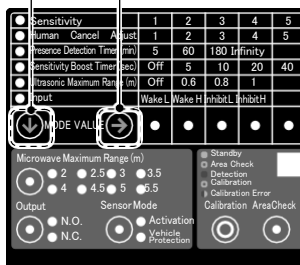 Sensitivity 1 2 3 4 5
Human Cancel Adjust 1 2 3 4 5
Presence Detection Timer (min) 5 60 180 Infinity
Sensitivity Boost Timer (sec) Off 5 10 20 40
Ultrasonic Maximum Range (m) Off 0.6 0.8 1
Input Wake L Wake H InhibitL InhibitH
MODE VALUE
Microwave Maximum Range (m)
2 2.5 3 3.5
4 4.5 5 5.5
Output Sensor Mode
N.O. Activation
N.C. Vehicle Protection
Standby
Area Check
Detection
Calibration
Calibration Error
Calibration AreaCheck